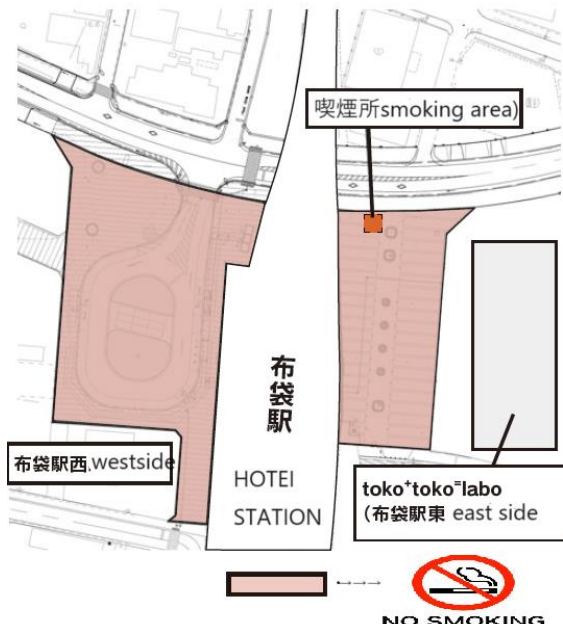 喫煙所smoking area)
布袋駅
布袋駅西.westside
HOTEI
STATION
toko⁺toko⁼labo
(布袋駅東 east side
NO SMOKING